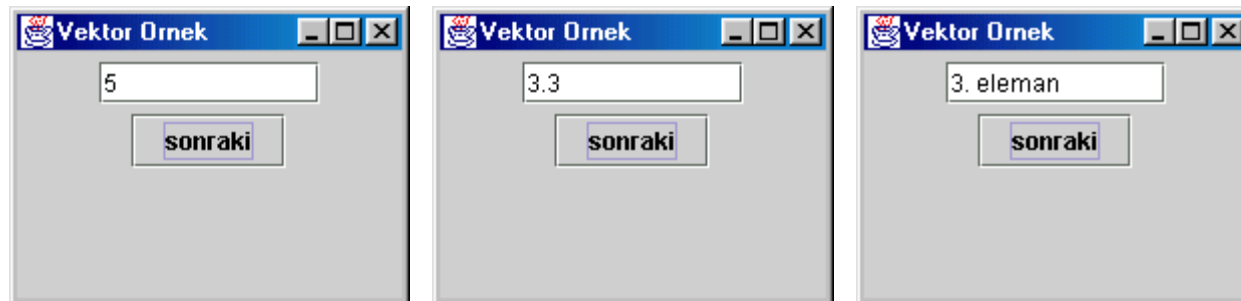 Vektor Ornek
5
sonraki
Vektor Ornek
3.3
sonraki
Vektor Ornek
3. eleman
sonraki